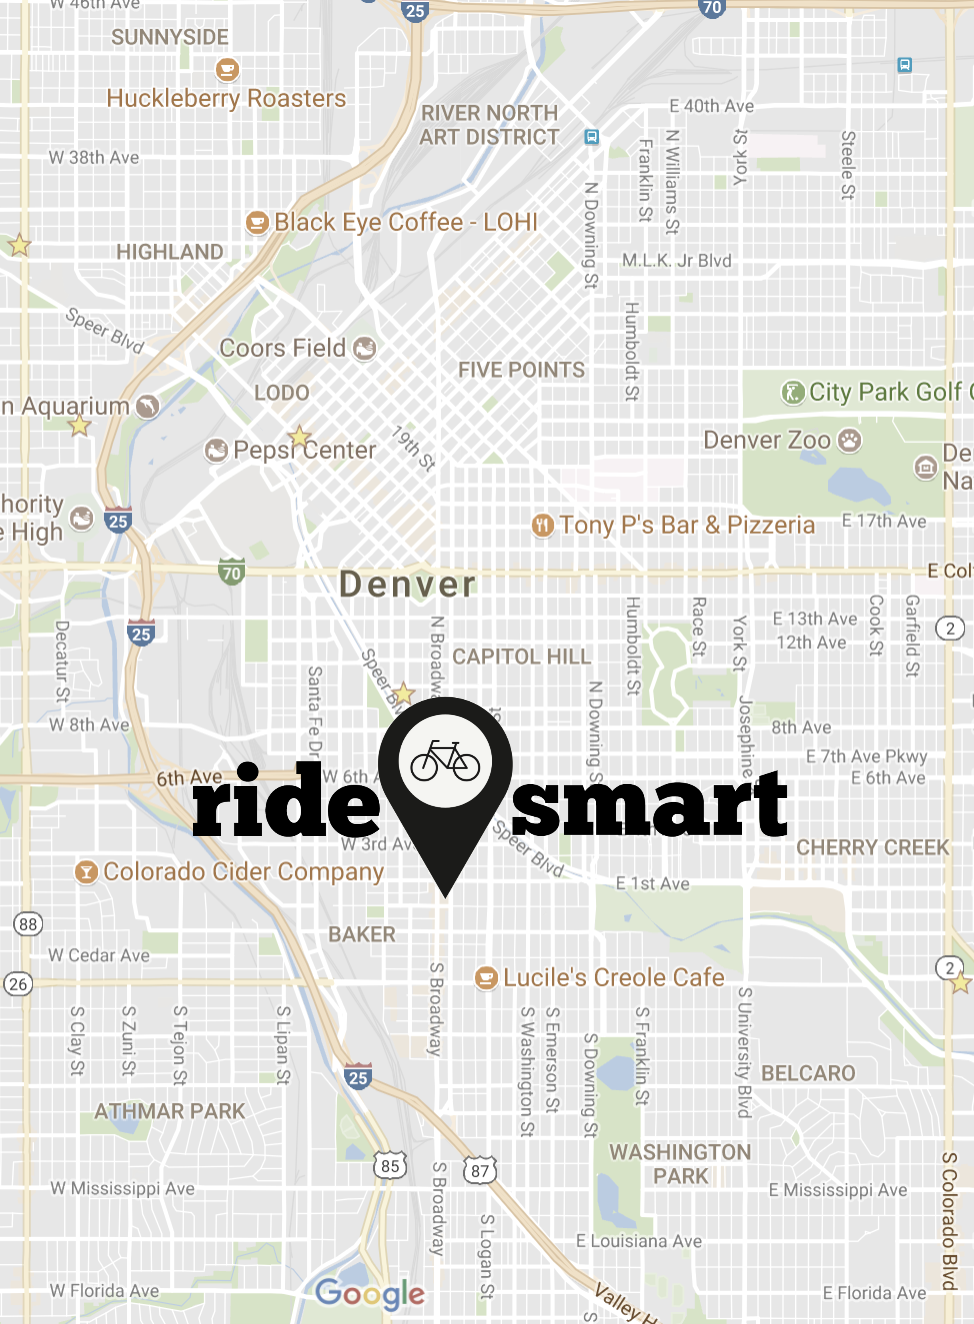 W 46th Ave
25
70
SUNNYSIDE
Huckleberry Roasters
RIVER NORTH
ART DISTRICT
E 40th Ave
W 38th Ave
Franklin St
N Williams St
York St
Steele St
N Downing St
Black Eye Coffee - LOHI
HIGHLAND
M.L.K. Jr Blvd
Speer Blvd
Humboldt St
Coors Field
FIVE POINTS
LODO
City Park Golf C
n Aquarium
19th St
Denver Zoo
Pepsi Center
De
Na
hority
e High
25
Tony P's Bar & Pizzeria
E 17th Ave
70
Denver
E Col
25
Decatur St
Humboldt St
Race St
York St
E 13th Ave
12th Ave
Cook St
Garfield St
2
N Broadwa
CAPITOL HILL
Santa Fe Dr
Speer Blv
N Downing S
Josephine
W 8th Ave
8th Ave
E 7th Ave Pkwy
E 6th Ave
6th Ave
W 6th A
ride smart
W 3rd Av
Speer Blvd
CHERRY CREEK
Colorado Cider Company
E 1st Ave
88
BAKER
W Cedar Ave
26
2
S Broadway
Lucile's Creole Cafe
S Clay St
S Zuni St
S Tejon St
S Lipan St
S Washington St
S Emerson St
S Downing St
S Franklin St
S University Blvd
25
BELCARO
ATHMAR PARK
85
87
WASHINGTON
PARK
S Colorado Blvd
W Mississippi Ave
S Broadway
E Mississippi Ave
S Logan St
E Louisiana Ave
W Florida Ave
Google
Valley H
E Florida Ave